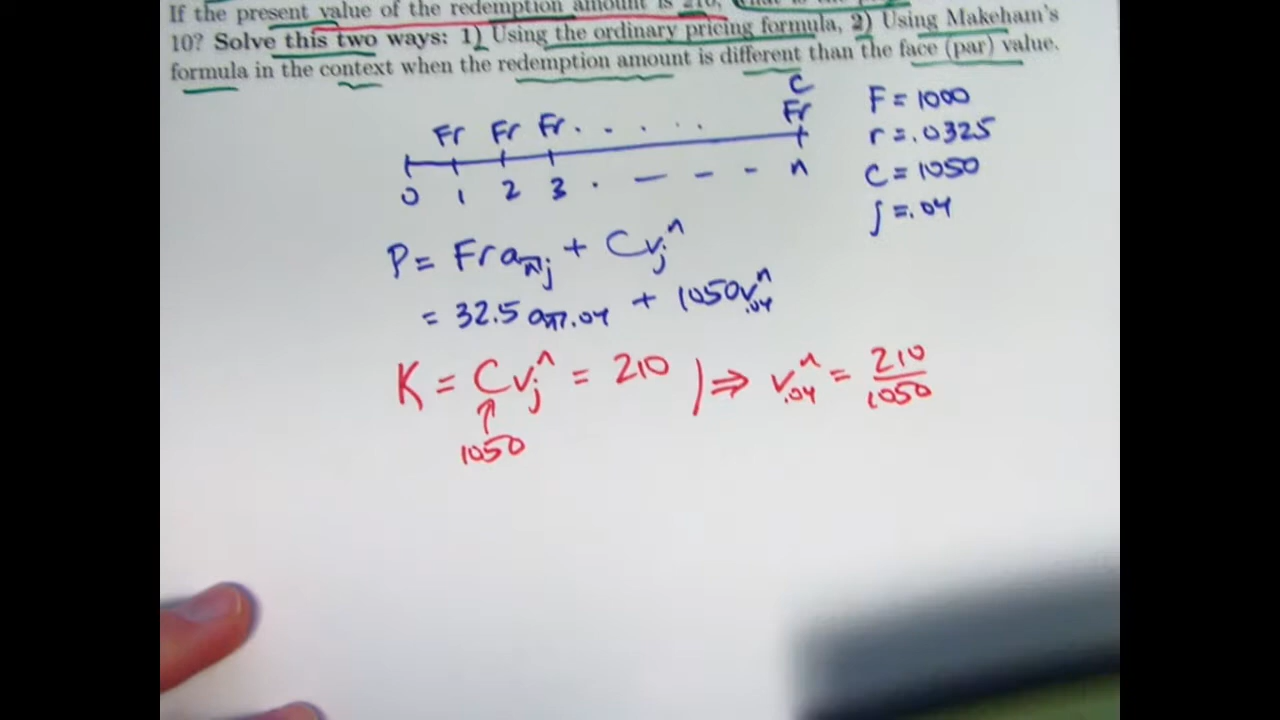 If the present value of the redemption amount is 210,
10? Solve this two ways: 1) Using the ordinary pricing formula, 2) Using Makeham's
formula in the context when the redemption amount is different than the face (par) value.
C
Fr Fr Fr . . . . . . Fr
0 1 2 3 . — – – - n
F = 1000
r = .0325
C = 1050
j = .04
P = Fr a_{n⌉j} + Cv_j^n
= 32.5 a_{n⌉.04} + 1050v_{.04}^n
K = Cv_j^n = 210 ⇒ v_{.04}^n = 210/1050
↑
1050